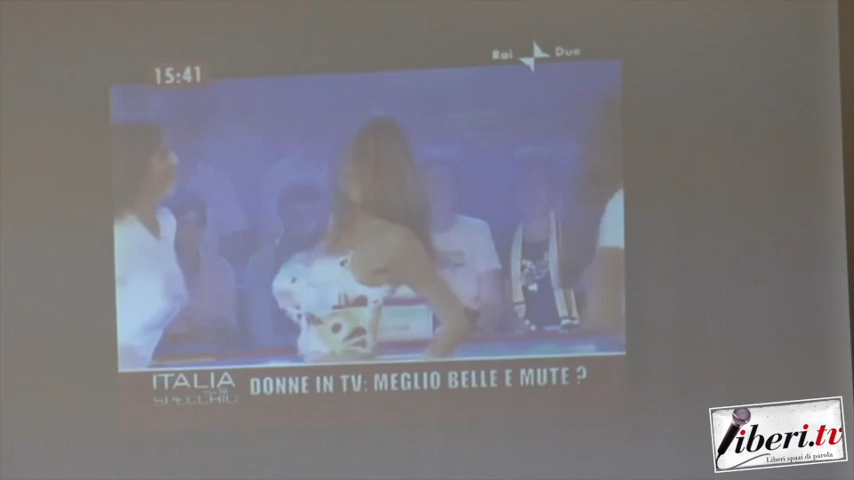 Rai Due
15:41
ITALIA
SPECCHIO
DONNE IN TV: MEGLIO BELLE E MUTE ?
liberi.tv
Liberi spazi di parola